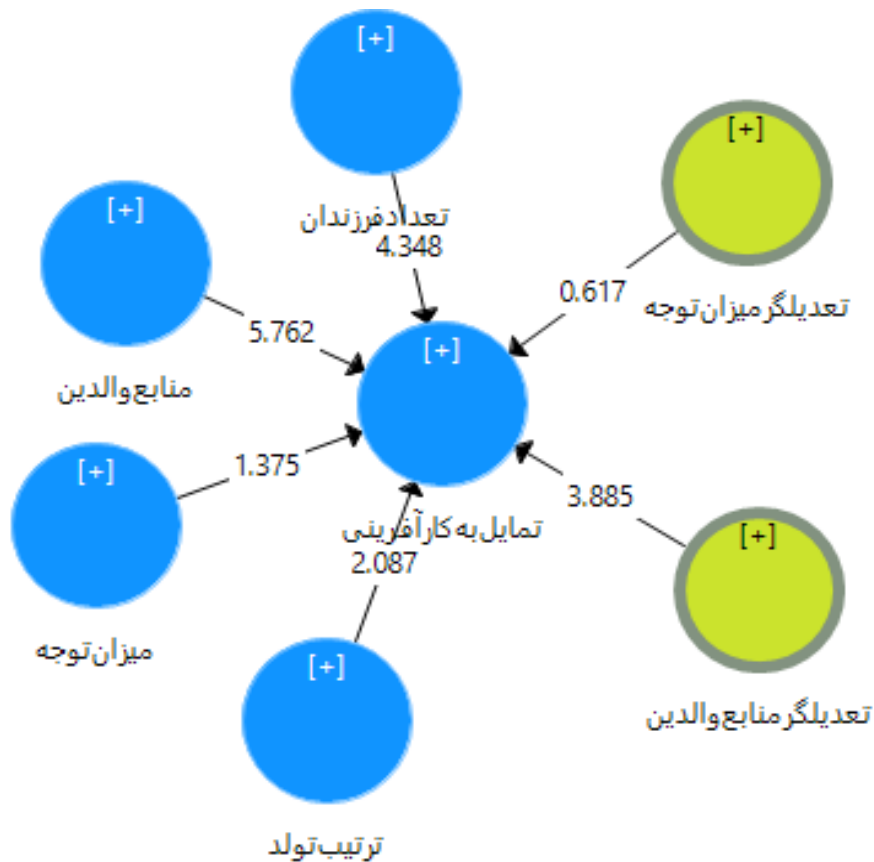 [+]
تعداد فرزندان
4.348
[+]
تعدیلگر میزان توجه
0.617
[+]
منابع والدین
5.762
[+]
تمایل به کارآفرینی
[+]
میزان توجه
1.375
[+]
تعدیلگر منابع والدین
3.885
[+]
ترتیب تولد
2.087